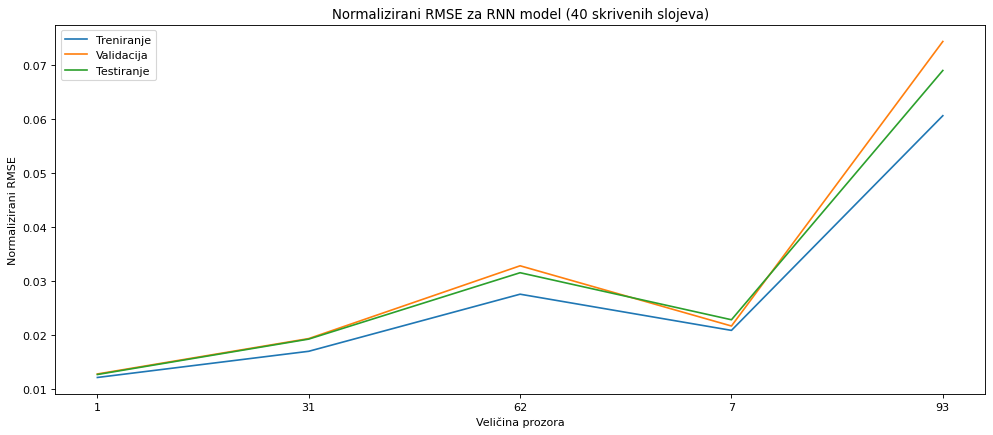 Normalizirani RMSE za RNN model (40 skrivenih slojeva)
Treniranje
Validacija
Testiranje
0.07
0.06
0.05
0.04
0.03
0.02
0.01
Normalizirani RMSE
1 31 62 7 93
Veličina prozora